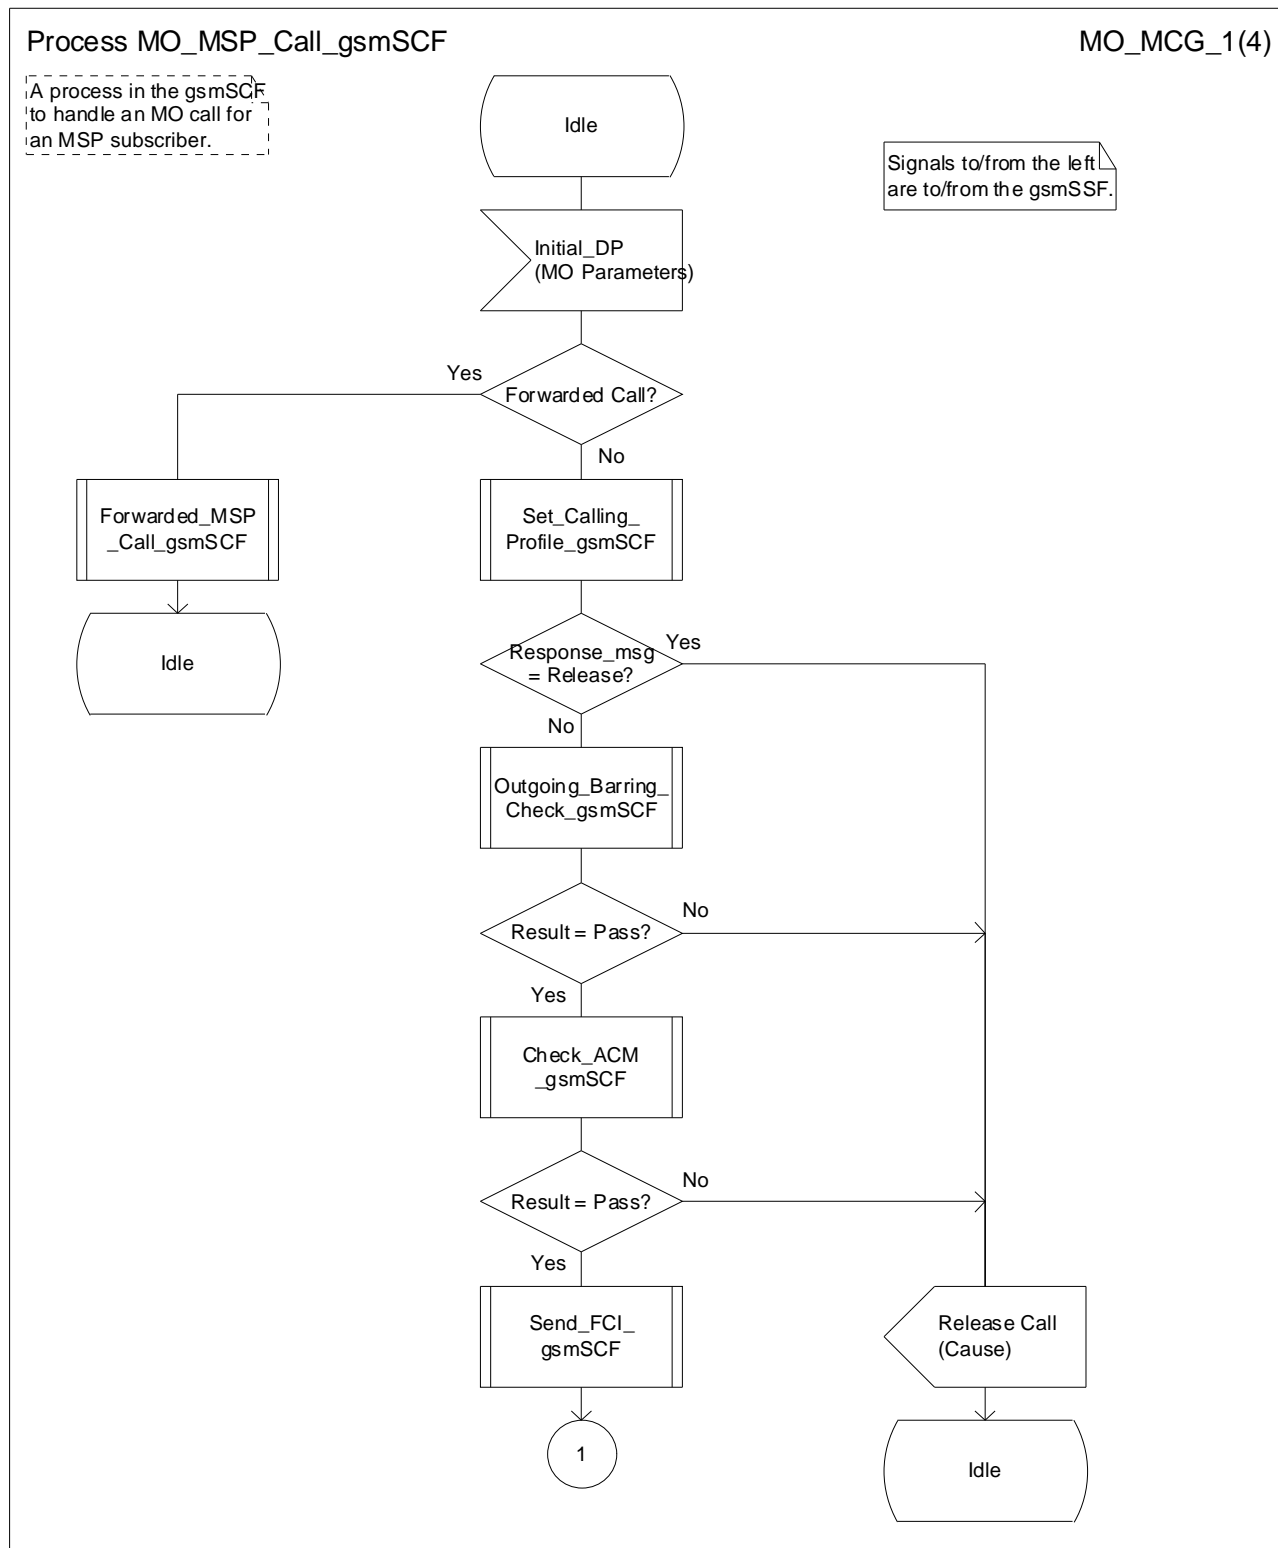 Process MO_MSP_Call_gsmSCF
MO_MCG_1(4)
A process in the gsmSCF
to handle an MO call for
an MSP subscriber.
Idle
Signals to/from the left
are to/from the gsmSSF.
Initial_DP
(MO Parameters)
Yes
Forwarded Call?
No
Forwarded_MSP
_Call_gsmSCF
Set_Calling_
Profile_gsmSCF
Idle
Response_msg
= Release?
Yes
No
Outgoing_Barring_
Check_gsmSCF
Result = Pass?
No
Yes
Check_ACM
_gsmSCF
Result = Pass?
No
Yes
Send_FCI_
gsmSCF
Release Call
(Cause)
1
Idle